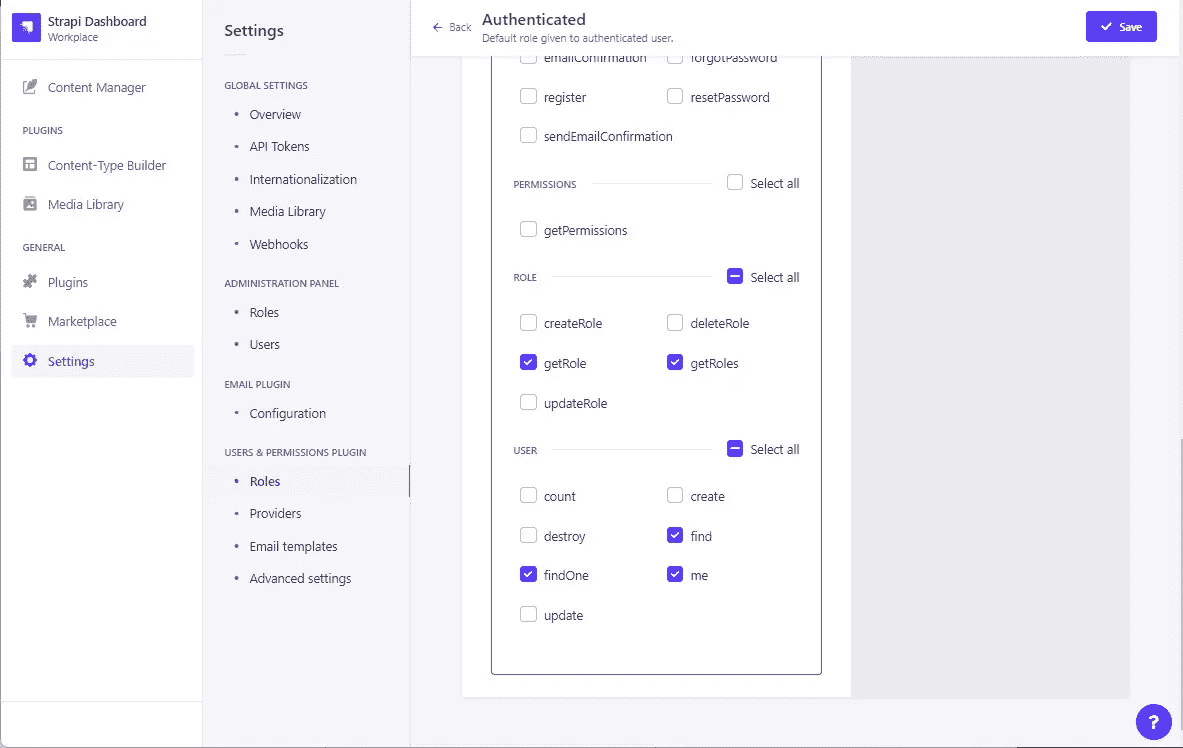 Strapi Dashboard
Workplace
Content Manager
PLUGINS
Content-Type Builder
Media Library
GENERAL
Plugins
Marketplace
Settings
Settings
GLOBAL SETTINGS
Overview
API Tokens
Internationalization
Media Library
Webhooks
ADMINISTRATION PANEL
Roles
Users
EMAIL PLUGIN
Configuration
USERS & PERMISSIONS PLUGIN
Roles
Providers
Email templates
Advanced settings
Back
Authenticated
Default role given to authenticated user.
Save
emailConfirmation forgotPassword
register resetPassword
sendEmailConfirmation
PERMISSIONS Select all
getPermissions
ROLE Select all
createRole deleteRole
getRole getRoles
updateRole
USER Select all
count create
destroy find
findOne me
update
?